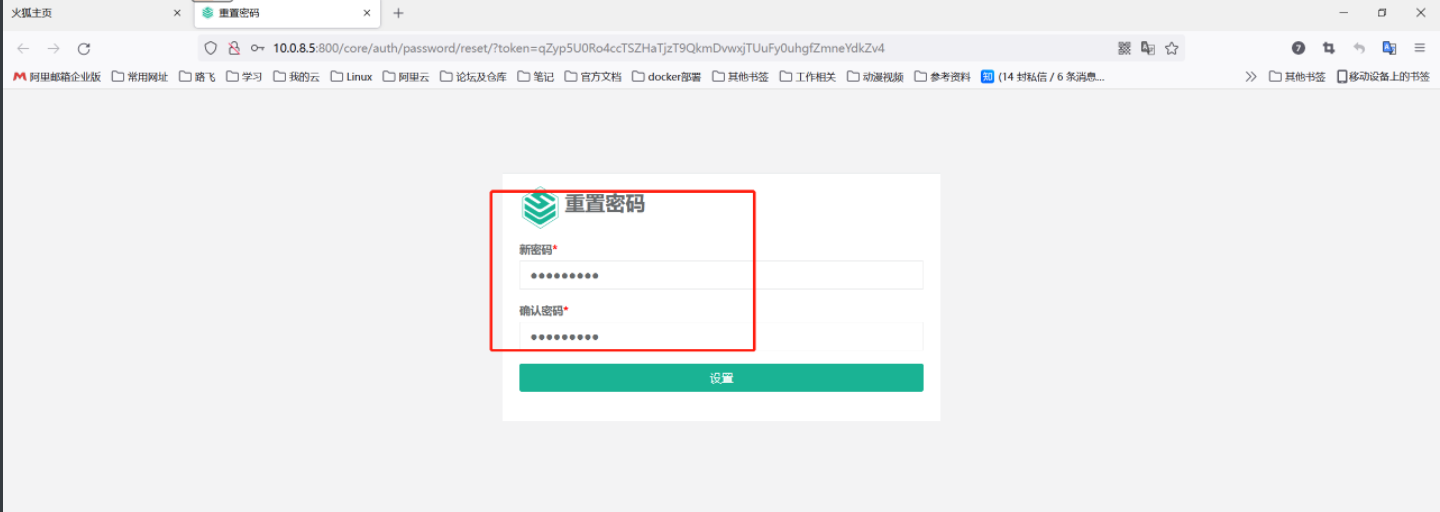 火狐主页
重置密码
10.0.8.5:800/core/auth/password/reset/?token=qZyp5U0Ro4ccTSZHaTjzT9QkmDvwxjTUuFy0uhgfZmneYdkZv4
阿里邮箱企业版 常用网址 路飞 学习 我的云 Linux 阿里云 论坛及仓库 笔记 官方文档 docker部署 其他书签 工作相关 动漫视频 参考资料 知 (14 封私信 / 6 条消息... 其他书签 移动设备上的书签
重置密码
新密码*
确认密码*
设置